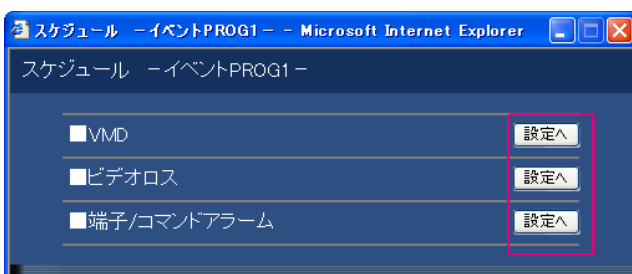 スケジュール －イベントPROG1－ - Microsoft Internet Explorer
スケジュール －イベントPROG1－
■VMD 設定へ
■ビデオロス 設定へ
■端子/コマンドアラーム 設定へ